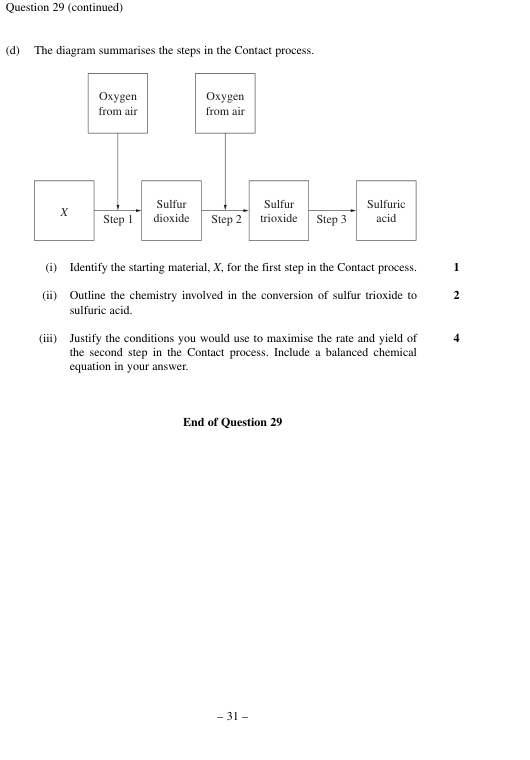 Question 29 (continued)
(d) The diagram summarises the steps in the Contact process.
Oxygen
from air
Oxygen
from air
X
Step 1
Sulfur
dioxide
Step 2
Sulfur
trioxide
Step 3
Sulfuric
acid
(i) Identify the starting material, X, for the first step in the Contact process. 1
(ii) Outline the chemistry involved in the conversion of sulfur trioxide to 2
sulfuric acid.
(iii) Justify the conditions you would use to maximise the rate and yield of 4
the second step in the Contact process. Include a balanced chemical
equation in your answer.
End of Question 29
– 31 –